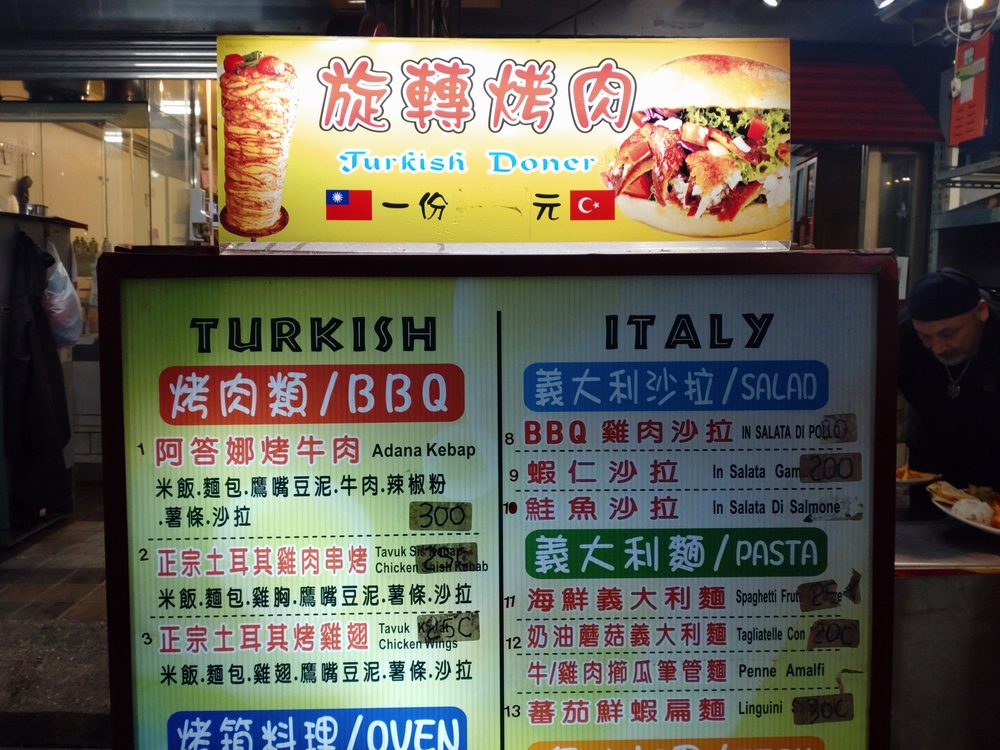 旋轉烤肉
Turkish Doner
一份 元
TURKISH
烤肉類/BBQ
1 阿答娜烤牛肉 Adana Kebap
米飯.麵包.鷹嘴豆泥.牛肉.辣椒粉
.薯條.沙拉
300
2 正宗土耳其雞肉串烤 Tavuk Sis Kebap
Chicken Shish Kebab
米飯.麵包.雞胸.鷹嘴豆泥.薯條.沙拉
3 正宗土耳其烤雞翅 Tavuk
Chicken Wings
米飯.麵包.雞翅.鷹嘴豆泥.薯條.沙拉
烤箱料理/OVEN
ITALY
義大利沙拉/SALAD
8 BBQ 雞肉沙拉 IN SALATA DI POLLO
9 蝦仁沙拉 In Salata 200
10 鮭魚沙拉 In Salata Di Salmone
義大利麵/PASTA
11 海鮮義大利麵 Spaghetti
12 奶油蘑菇義大利麵 Tagliatelle Con 200
牛/雞肉櫛瓜筆管麵 Penne Amalfi
13 蕃茄鮮蝦扁麵 Linguini 300